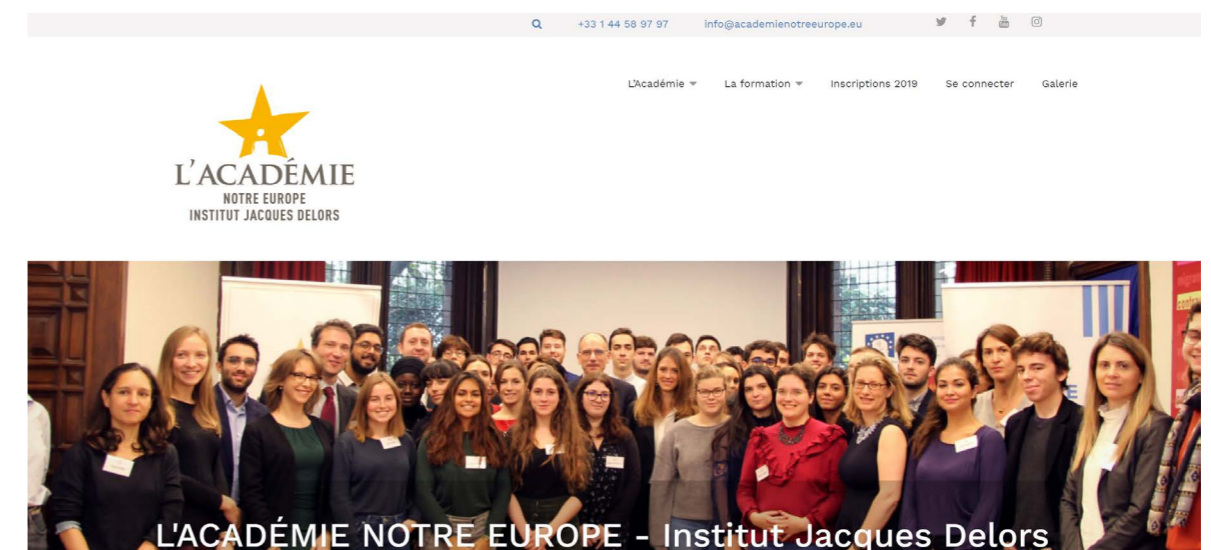 +33 1 44 58 97 97 info@academienotreeurope.eu
L'Académie La formation Inscriptions 2019 Se connecter Galerie
L'ACADÉMIE
NOTRE EUROPE
INSTITUT JACQUES DELORS
L'ACADÉMIE NOTRE EUROPE - Institut Jacques Delors